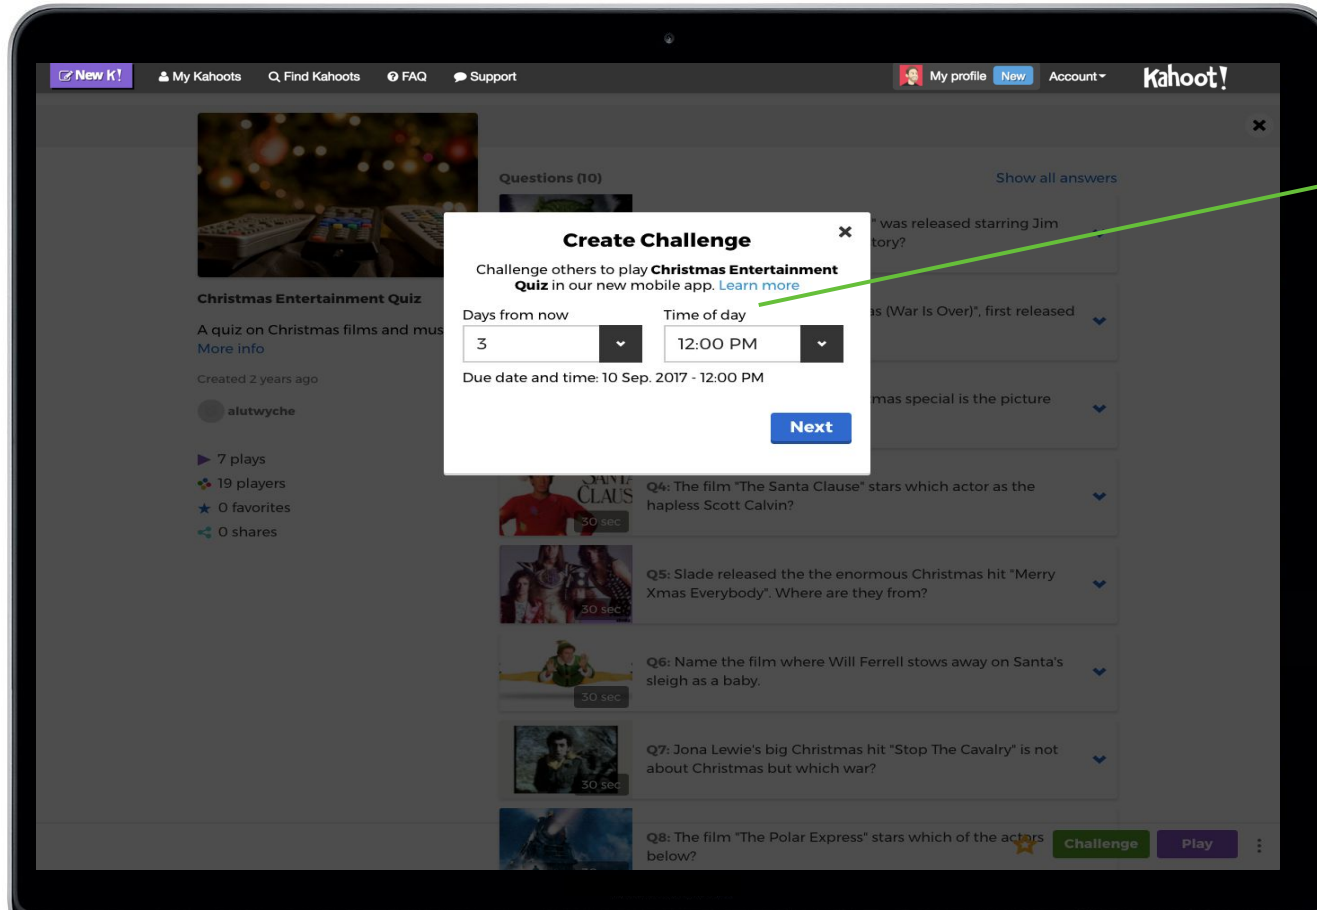 New K!
My Kahoots
Find Kahoots
FAQ
Support
My profile New
Account
Kahoot!
Christmas Entertainment Quiz
A quiz on Christmas films and mus
More info
Created 2 years ago
alutwyche
7 plays
19 players
0 favorites
0 shares
Questions (10)
Show all answers
Create Challenge
Challenge others to play Christmas Entertainment
Quiz in our new mobile app. Learn more
Days from now
Time of day
3
12:00 PM
Due date and time: 10 Sep. 2017 - 12:00 PM
Next
" was released starring Jim
tory?
as (War Is Over)", first released
mas special is the picture
SANTA
CLAUS
30 sec
Q4: The film "The Santa Clause" stars which actor as the
hapless Scott Calvin?
30 sec
Q5: Slade released the the enormous Christmas hit "Merry
Xmas Everybody". Where are they from?
30 sec
Q6: Name the film where Will Ferrell stows away on Santa's
sleigh as a baby.
30 sec
Q7: Jona Lewie's big Christmas hit "Stop The Cavalry" is not
about Christmas but which war?
Q8: The film "The Polar Express" stars which of the actors
below?
Challenge
Play